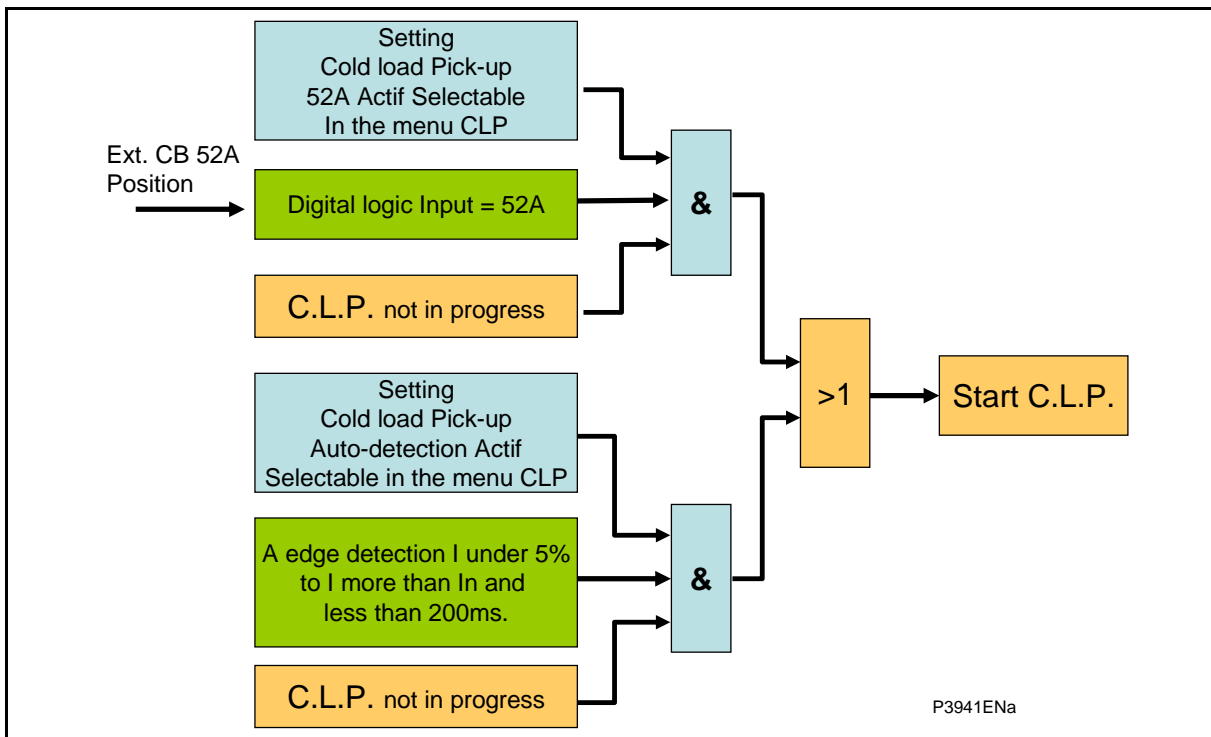 Setting
Cold load Pick-up
52A Actif Selectable
In the menu CLP
Ext. CB 52A
Position
Digital logic Input = 52A
&
C.L.P. not in progress
Setting
Cold load Pick-up
Auto-detection Actif
Selectable in the menu CLP
>1
Start C.L.P.
A edge detection I under 5%
to I more than In and
less than 200ms.
&
C.L.P. not in progress
P3941ENa